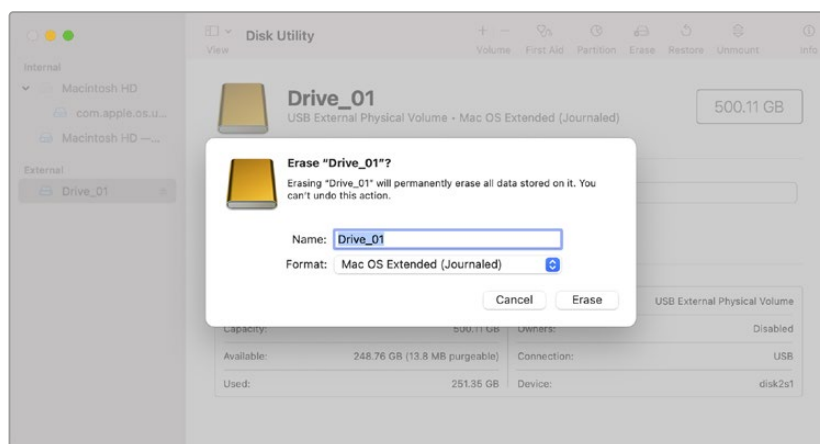 View
Disk Utility
Volume
First Aid
Partition
Erase
Restore
Unmount
Info
Internal
Macintosh HD
com.apple.os.u...
Macintosh HD —...
External
Drive_01
Drive_01
USB External Physical Volume • Mac OS Extended (Journaled)
500.11 GB
Erase “Drive_01”?
Erasing “Drive_01” will permanently erase all data stored on it. You
can’t undo this action.
Name: Drive_01
Format: Mac OS Extended (Journaled)
Cancel
Erase
USB External Physical Volume
Capacity: 500.11 GB
Owners: Disabled
Available: 248.76 GB (13.8 MB purgeable)
Connection: USB
Used: 251.35 GB
Device: disk2s1